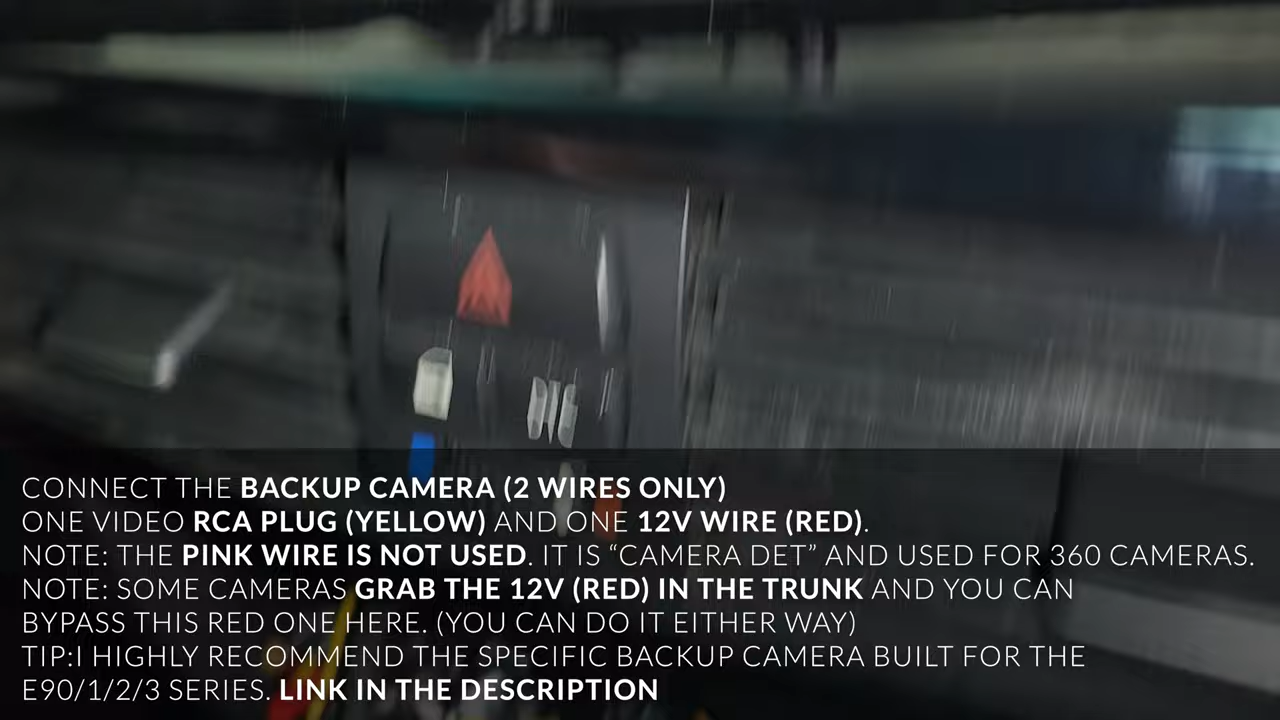 CONNECT THE BACKUP CAMERA (2 WIRES ONLY)
ONE VIDEO RCA PLUG (YELLOW) AND ONE 12V WIRE (RED).
NOTE: THE PINK WIRE IS NOT USED. IT IS “CAMERA DET” AND USED FOR 360 CAMERAS.
NOTE: SOME CAMERAS GRAB THE 12V (RED) IN THE TRUNK AND YOU CAN
BYPASS THIS RED ONE HERE. (YOU CAN DO IT EITHER WAY)
TIP:I HIGHLY RECOMMEND THE SPECIFIC BACKUP CAMERA BUILT FOR THE
E90/1/2/3 SERIES. LINK IN THE DESCRIPTION